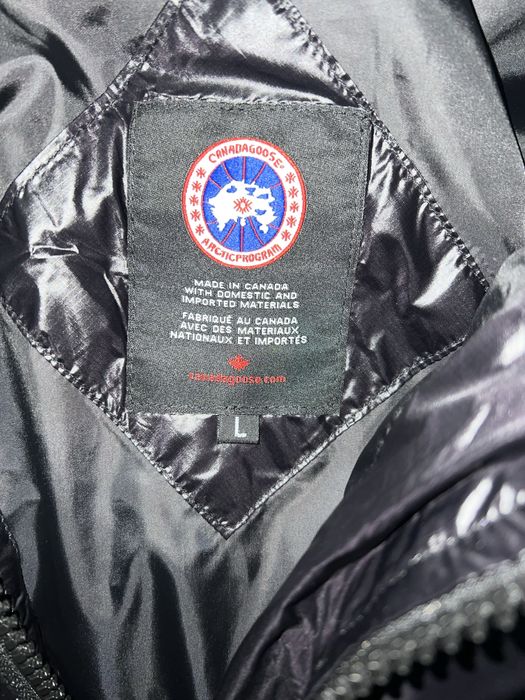 CANADA GOOSE®
ARCTIC PROGRAM
MADE IN CANADA
WITH DOMESTIC AND
IMPORTED MATERIALS
FABRIQUÉ AU CANADA
AVEC DES MATERIAUX
NATIONAUX ET IMPORTÉS
canadagoose.com
L